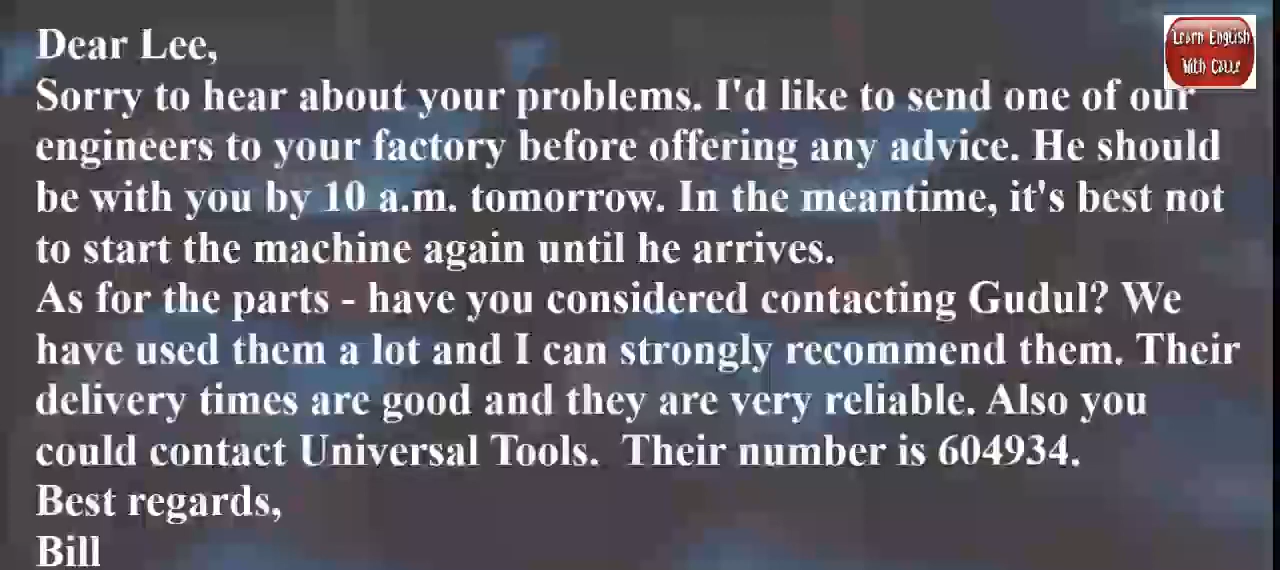 Dear Lee,
Sorry to hear about your problems. I'd like to send one of our
engineers to your factory before offering any advice. He should
be with you by 10 a.m. tomorrow. In the meantime, it's best not
to start the machine again until he arrives.
As for the parts - have you considered contacting Gudul? We
have used them a lot and I can strongly recommend them. Their
delivery times are good and they are very reliable. Also you
could contact Universal Tools.  Their number is 604934.
Best regards,
Bill
Learn English
With